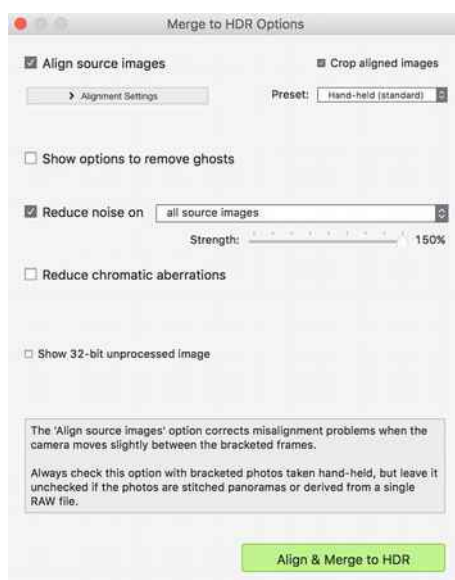 Merge to HDR Options
Align source images
Crop aligned images
Alignment Settings
Preset: Hand-held (standard)
Show options to remove ghosts
Reduce noise on all source images
Strength: 150%
Reduce chromatic aberrations
Show 32-bit unprocessed image
The 'Align source images' option corrects misalignment problems when the
camera moves slightly between the bracketed frames.
Always check this option with bracketed photos taken hand-held, but leave it
unchecked if the photos are stitched panoramas or derived from a single
RAW file.
Align & Merge to HDR